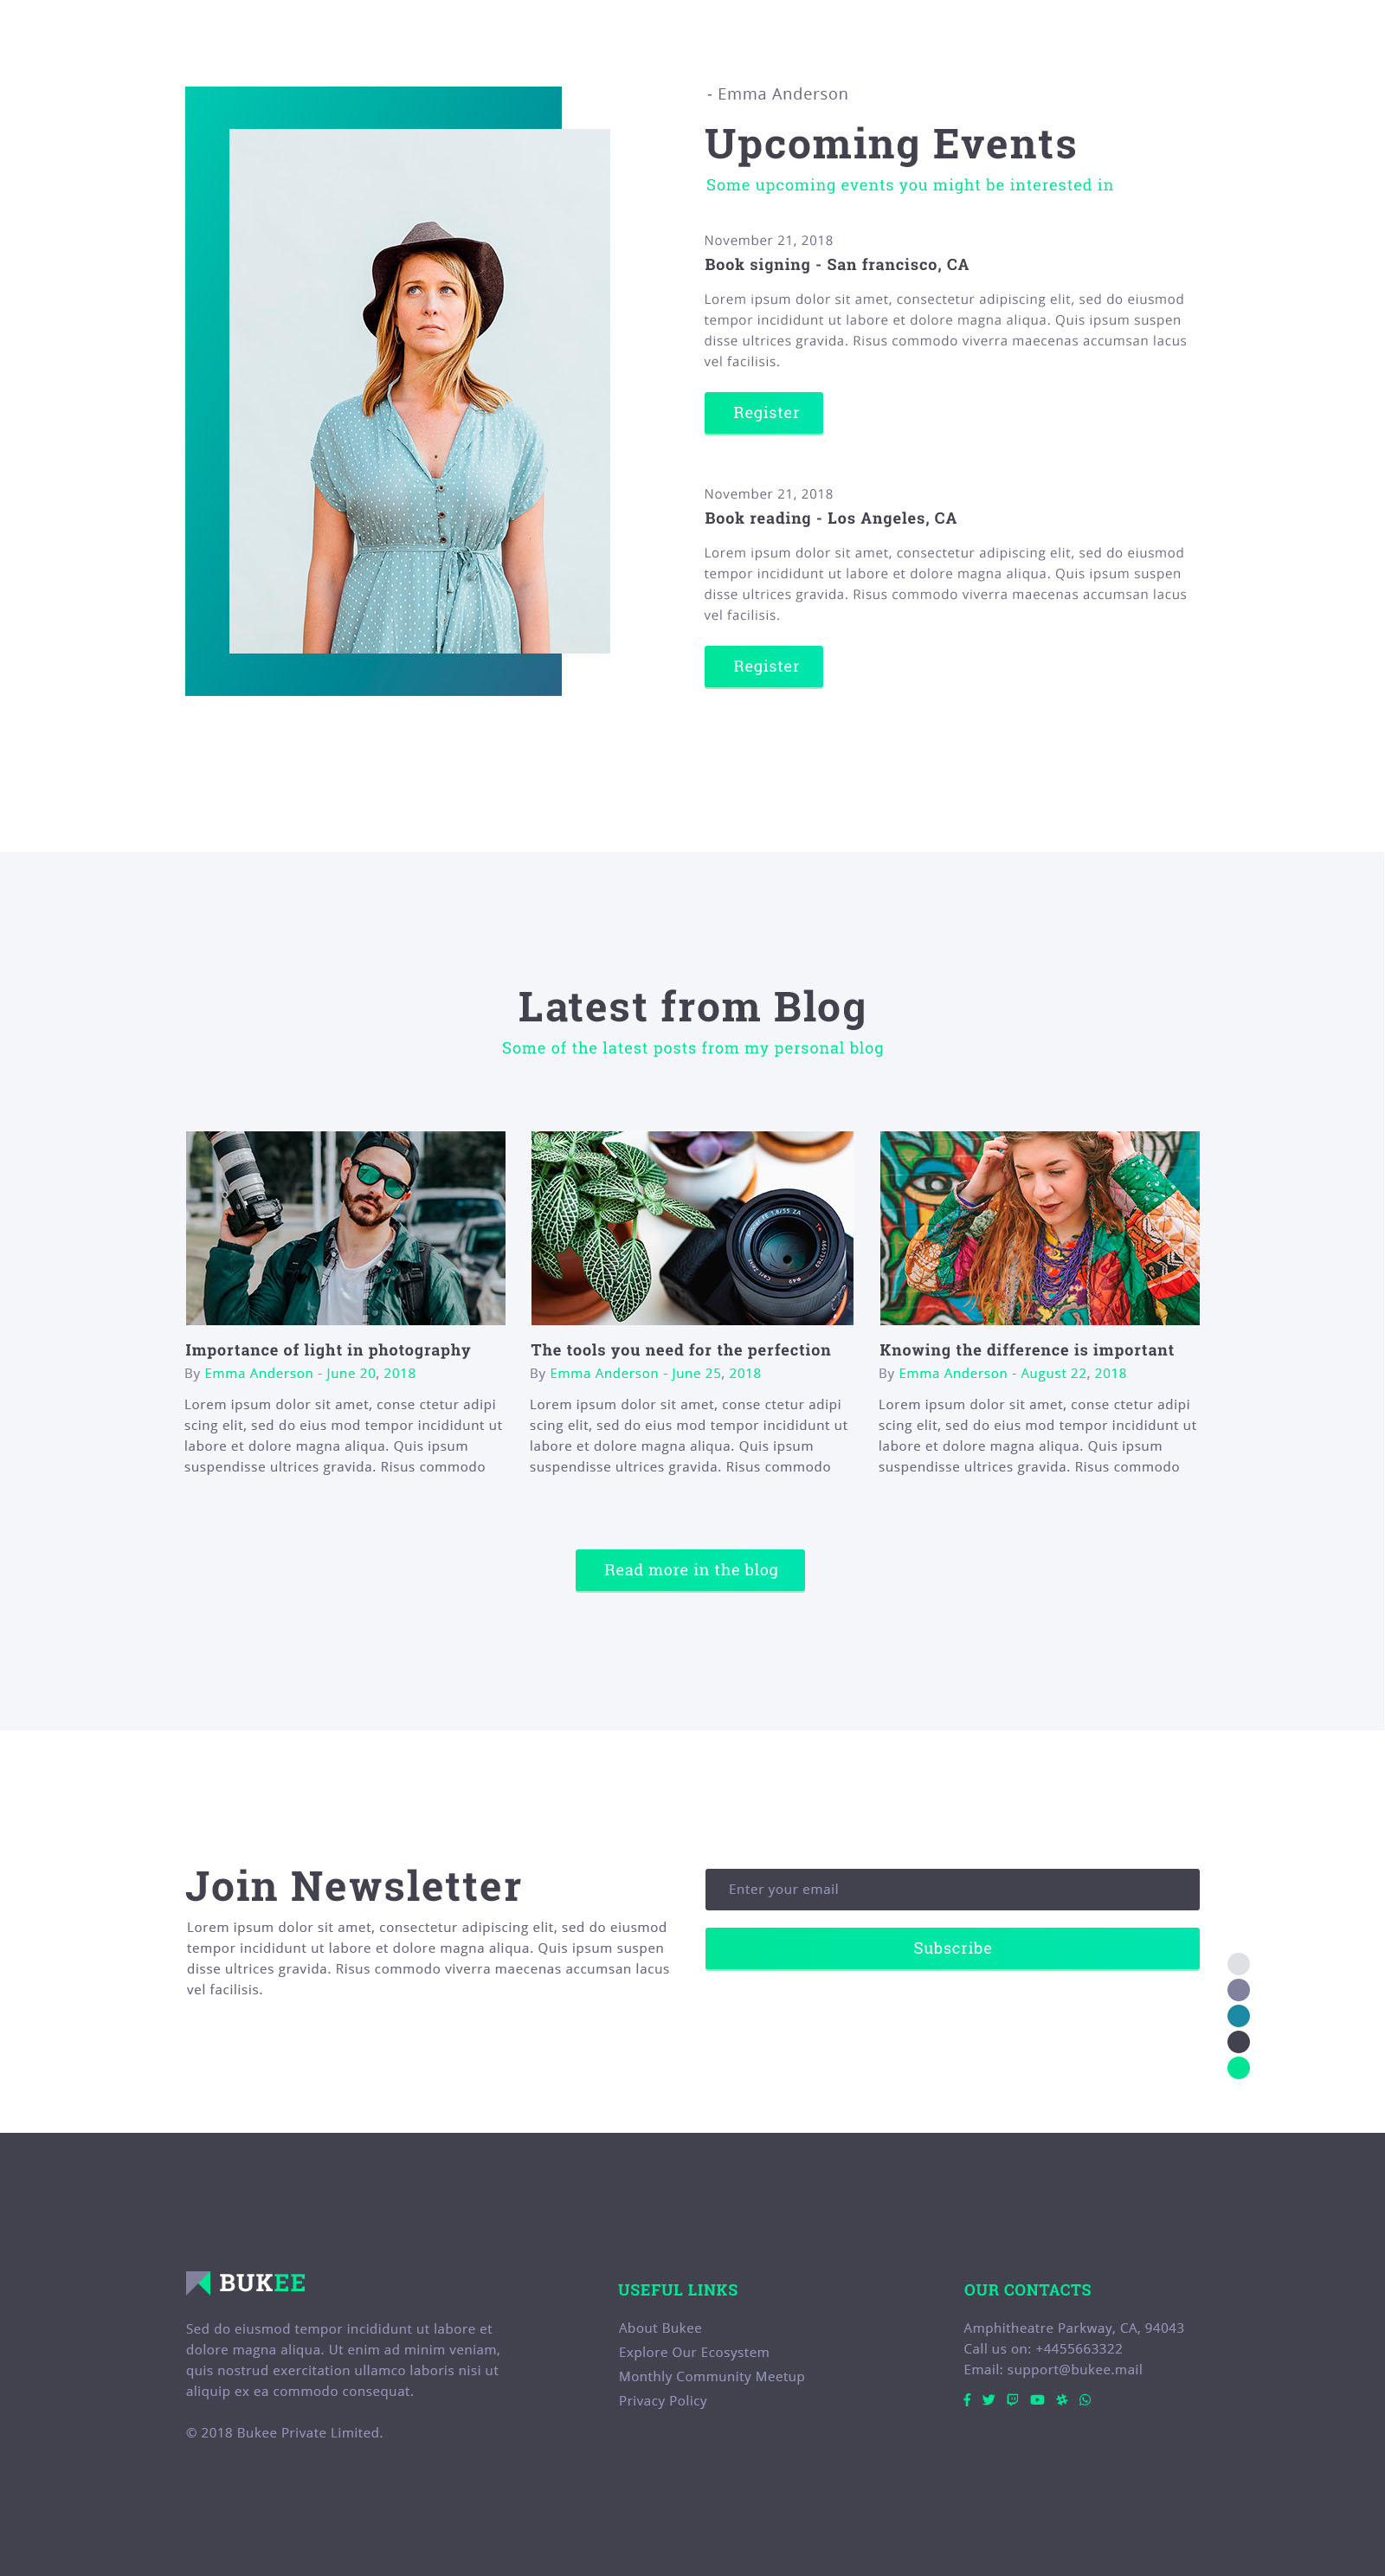 - Emma Anderson
Upcoming Events
Some upcoming events you might be interested in
November 21, 2018
Book signing - San francisco, CA
Lorem ipsum dolor sit amet, consectetur adipiscing elit, sed do eiusmod
tempor incididunt ut labore et dolore magna aliqua. Quis ipsum suspen
disse ultrices gravida. Risus commodo viverra maecenas accumsan lacus
vel facilisis.
Register
November 21, 2018
Book reading - Los Angeles, CA
Lorem ipsum dolor sit amet, consectetur adipiscing elit, sed do eiusmod
tempor incididunt ut labore et dolore magna aliqua. Quis ipsum suspen
disse ultrices gravida. Risus commodo viverra maecenas accumsan lacus
vel facilisis.
Register
Latest from Blog
Some of the latest posts from my personal blog
Importance of light in photography
By Emma Anderson - June 20, 2018
Lorem ipsum dolor sit amet, conse ctetur adipi
scing elit, sed do eius mod tempor incididunt ut
labore et dolore magna aliqua. Quis ipsum
suspendisse ultrices gravida. Risus commodo
The tools you need for the perfection
By Emma Anderson - June 25, 2018
Lorem ipsum dolor sit amet, conse ctetur adipi
scing elit, sed do eius mod tempor incididunt ut
labore et dolore magna aliqua. Quis ipsum
suspendisse ultrices gravida. Risus commodo
Knowing the difference is important
By Emma Anderson - August 22, 2018
Lorem ipsum dolor sit amet, conse ctetur adipi
scing elit, sed do eius mod tempor incididunt ut
labore et dolore magna aliqua. Quis ipsum
suspendisse ultrices gravida. Risus commodo
Read more in the blog
Join Newsletter
Lorem ipsum dolor sit amet, consectetur adipiscing elit, sed do eiusmod
tempor incididunt ut labore et dolore magna aliqua. Quis ipsum suspen
disse ultrices gravida. Risus commodo viverra maecenas accumsan lacus
vel facilisis.
Enter your email
Subscribe
BUKEE
Sed do eiusmod tempor incididunt ut labore et
dolore magna aliqua. Ut enim ad minim veniam,
quis nostrud exercitation ullamco laboris nisi ut
aliquip ex ea commodo consequat.
© 2018 Bukee Private Limited.
USEFUL LINKS
About Bukee
Explore Our Ecosystem
Monthly Community Meetup
Privacy Policy
OUR CONTACTS
Amphitheatre Parkway, CA, 94043
Call us on: +4455663322
Email: support@bukee.mail